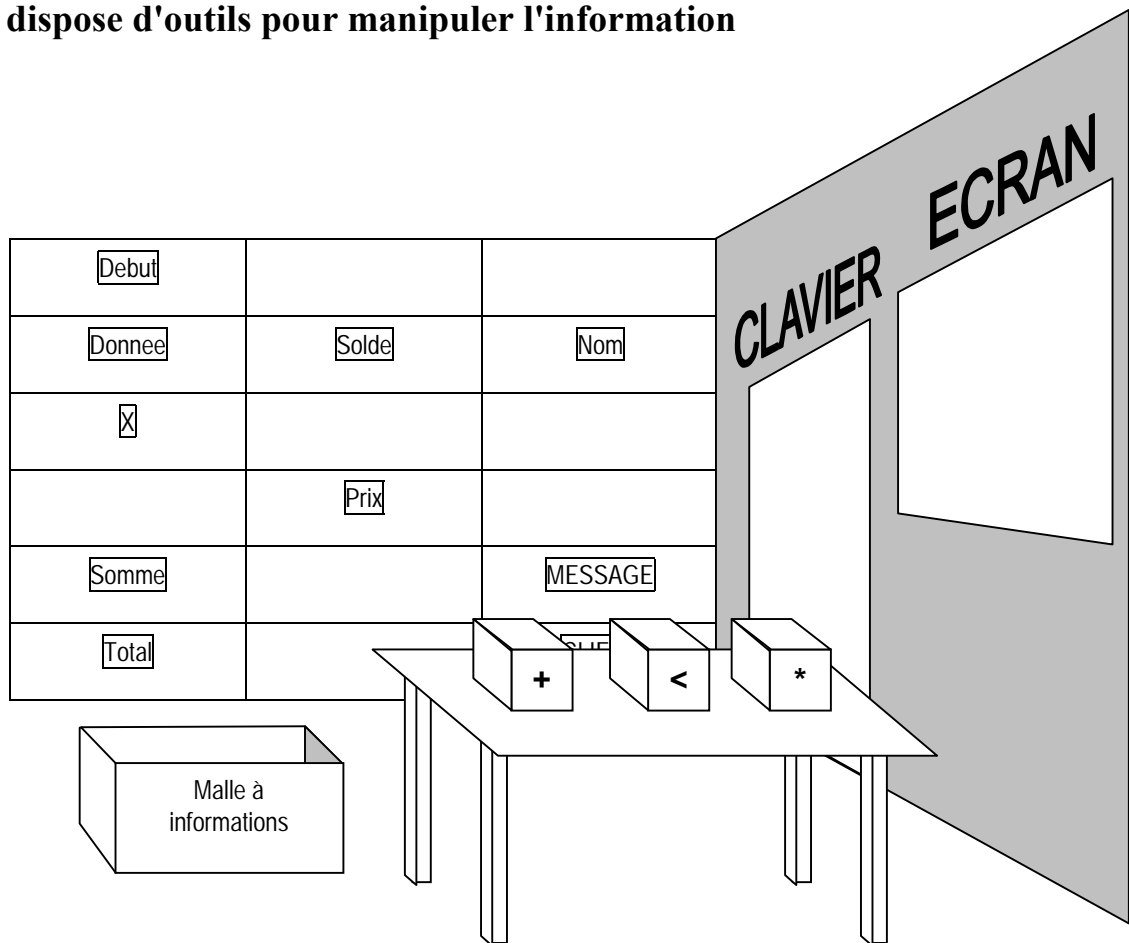 dispose d'outils pour manipuler l'information
ECRAN
CLAVIER
Debut
Donnee
Solde
Nom
X
Prix
Somme
MESSAGE
Total
+
<
*
Malle à
informations